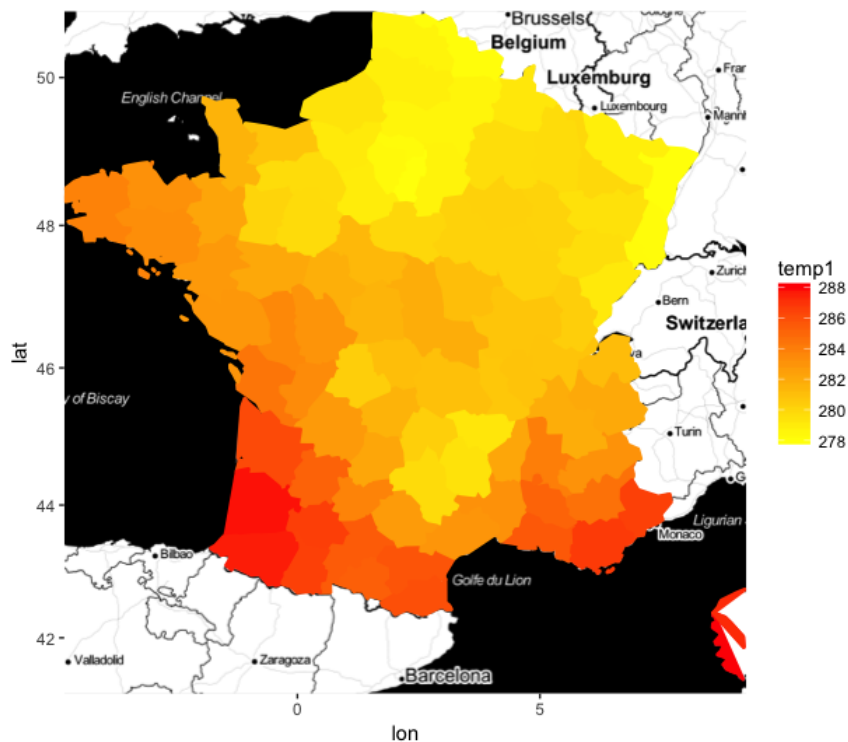 Brussels
Belgium
50
Luxemburg
English Channel
Luxembourg
48
temp1
Zurich
288
Bern
286
Switzerla
284
lat
va
282
46
280
y of Biscay
278
Turin
44
Ligurian
Monaco
Bilbao
Golfe du Lion
42
Valladolid
Zaragoza
Barcelona
0
5
lon